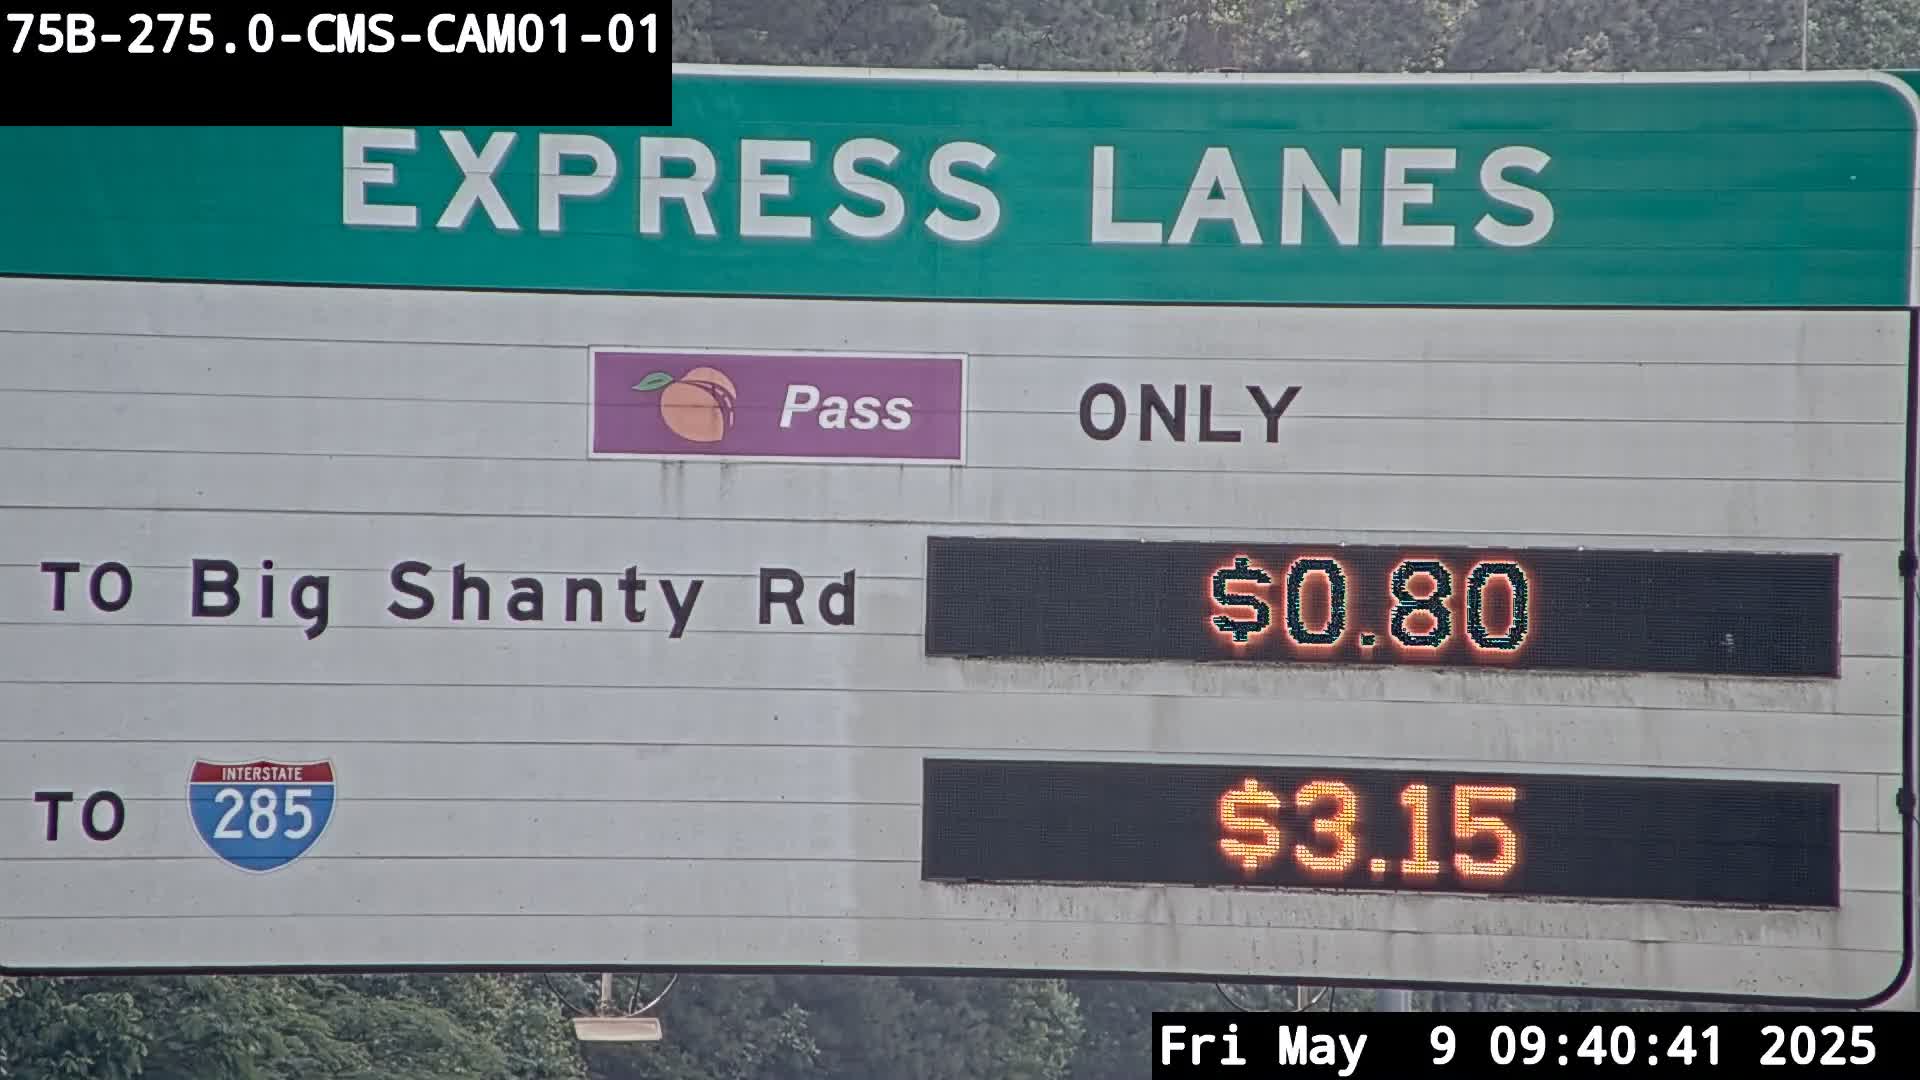 75B-275.0-CMS-CAM01-01
EXPRESS LANES
Pass ONLY
TO Big Shanty Rd $0.80
TO INTERSTATE 285 $3.15
Fri May 9 09:40:41 2025